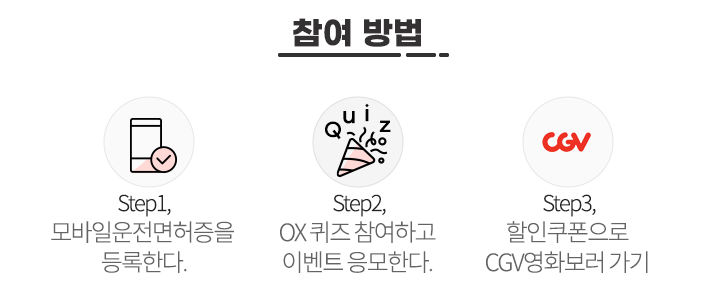 참여 방법
Quiz
CGV
Step1,
모바일운전면허증을
등록한다.
Step2,
OX 퀴즈 참여하고
이벤트 응모한다.
Step3,
할인쿠폰으로
CGV영화보러 가기